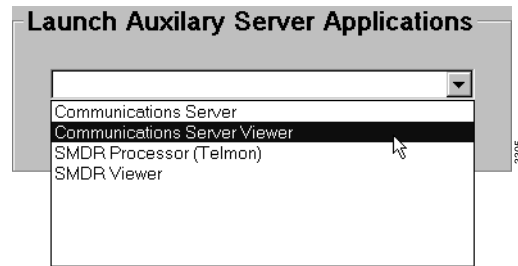 Launch Auxilary Server Applications
Communications Server
Communications Server Viewer
SMDR Processor (Telmon)
SMDR Viewer